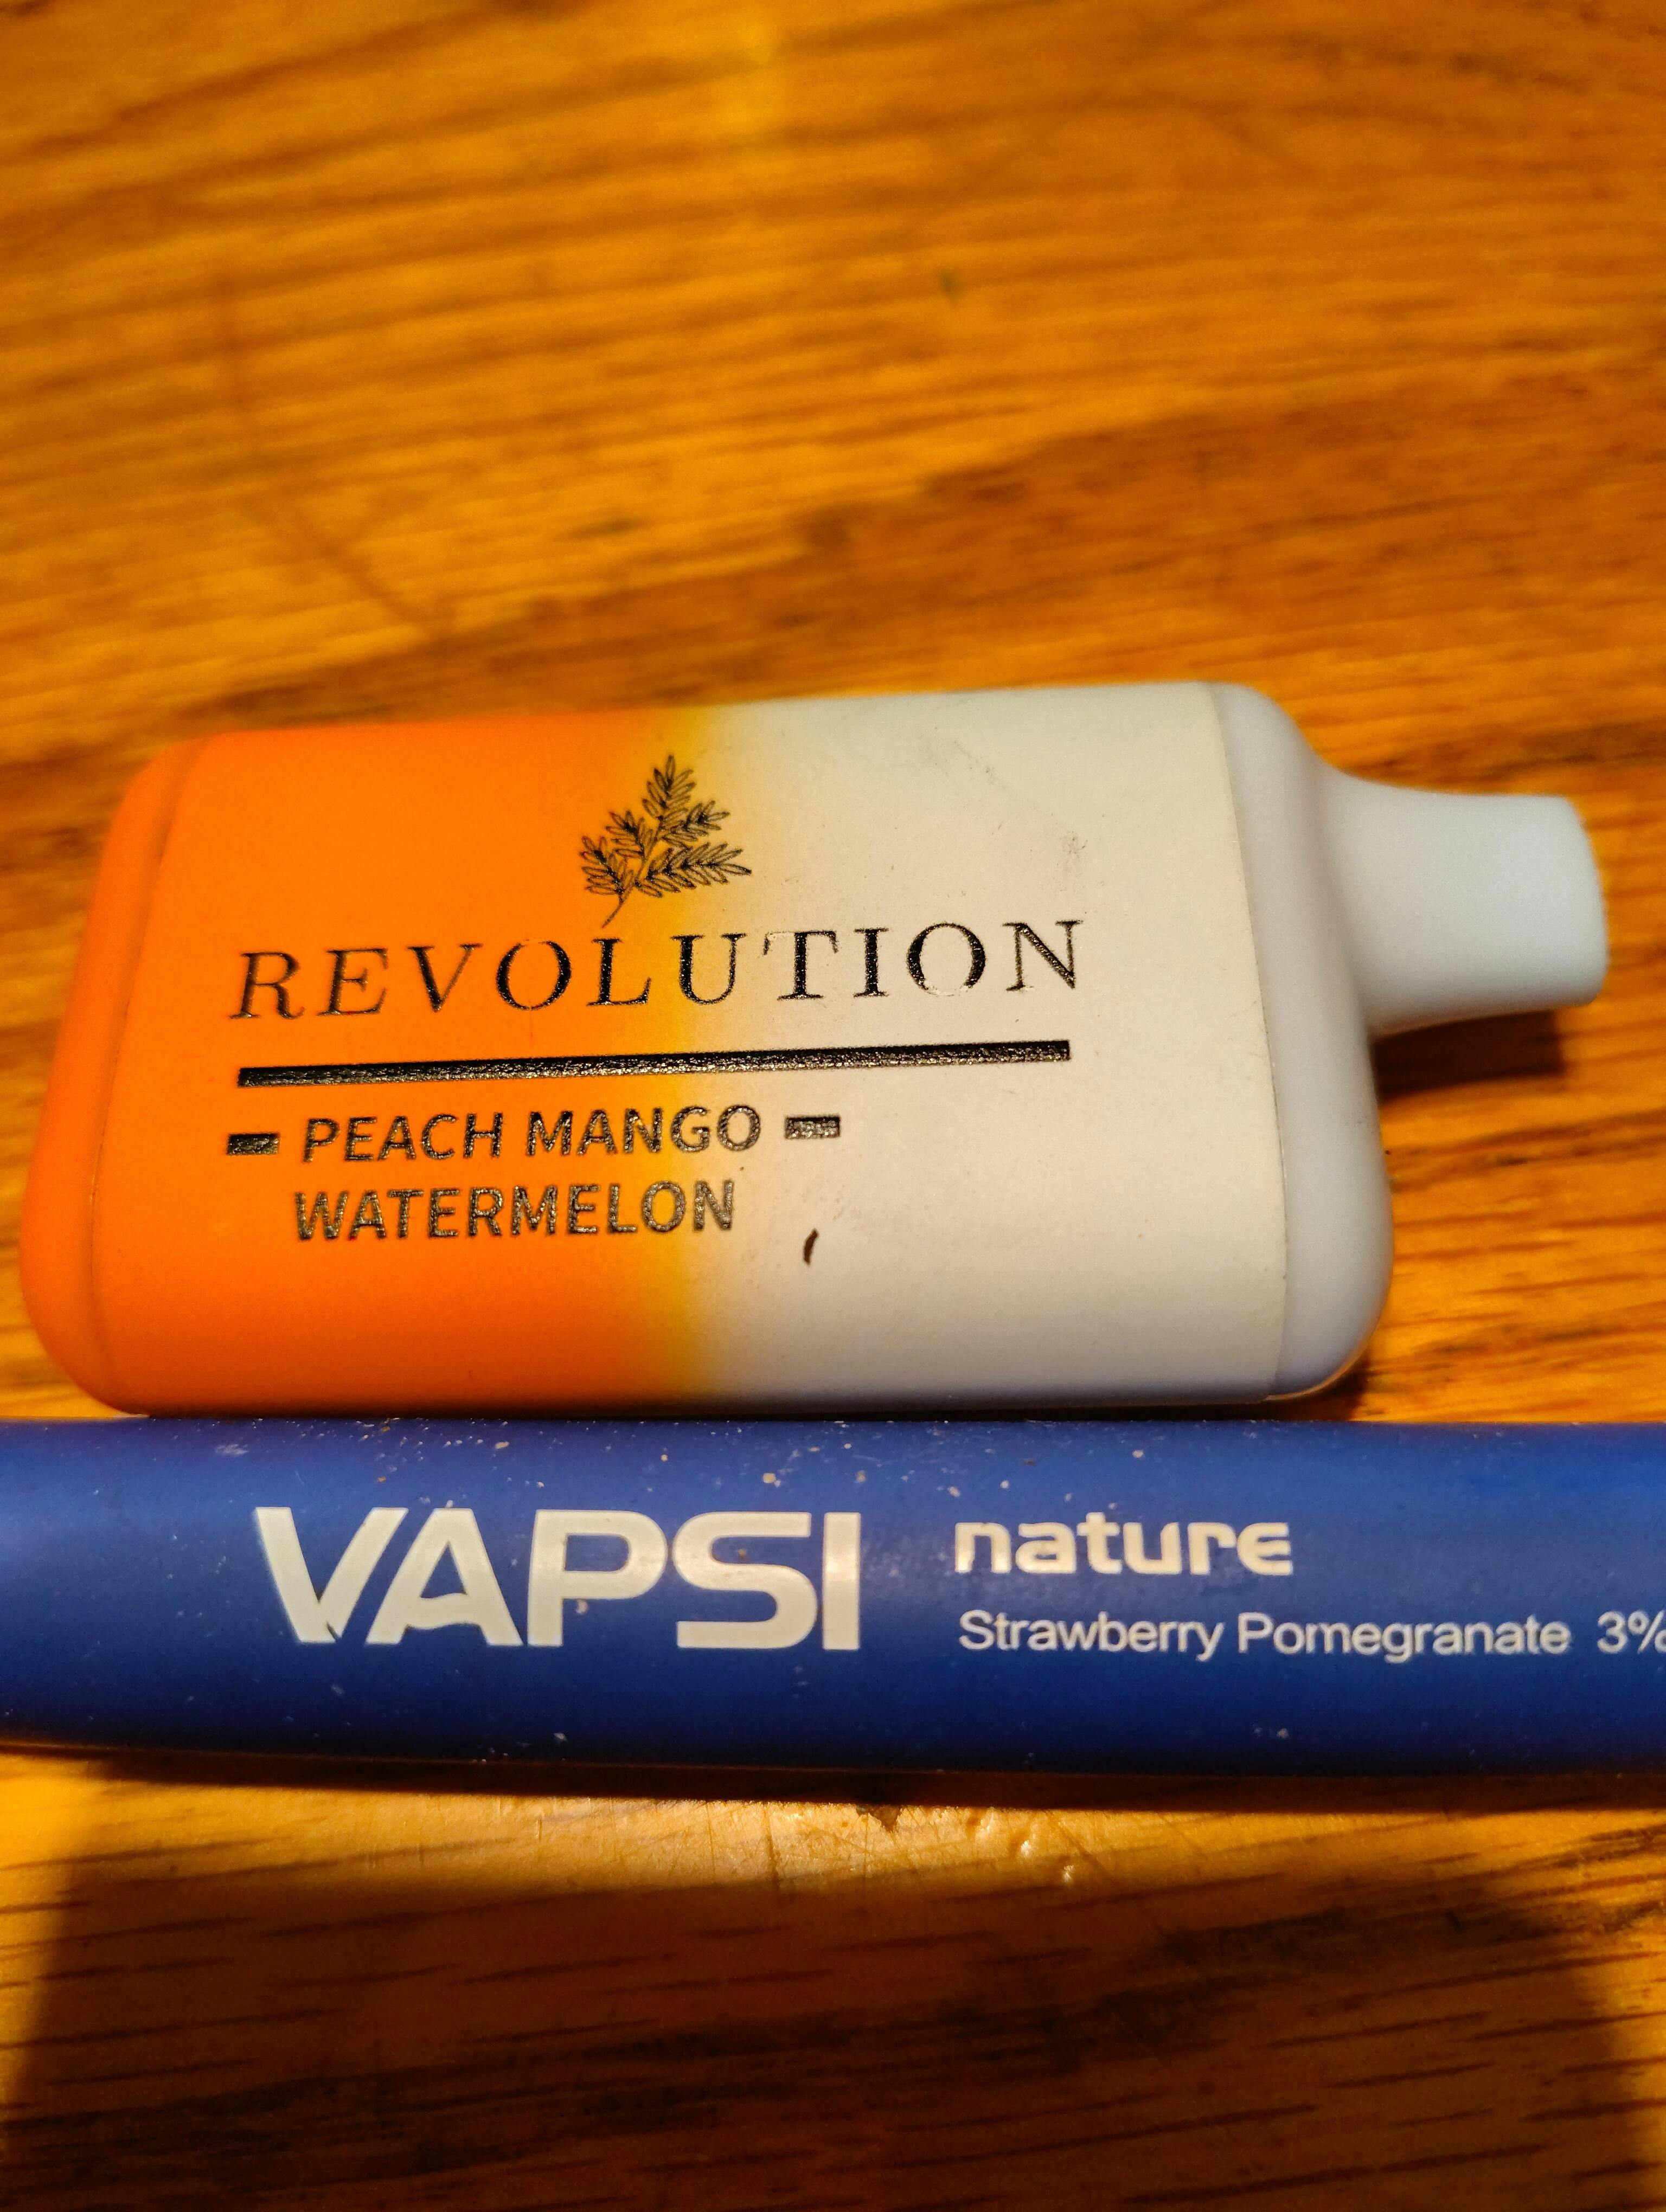 REVOLUTION
PEACH MANGO
WATERMELON
VAPSI nature
Strawberry Pomegranate 3%